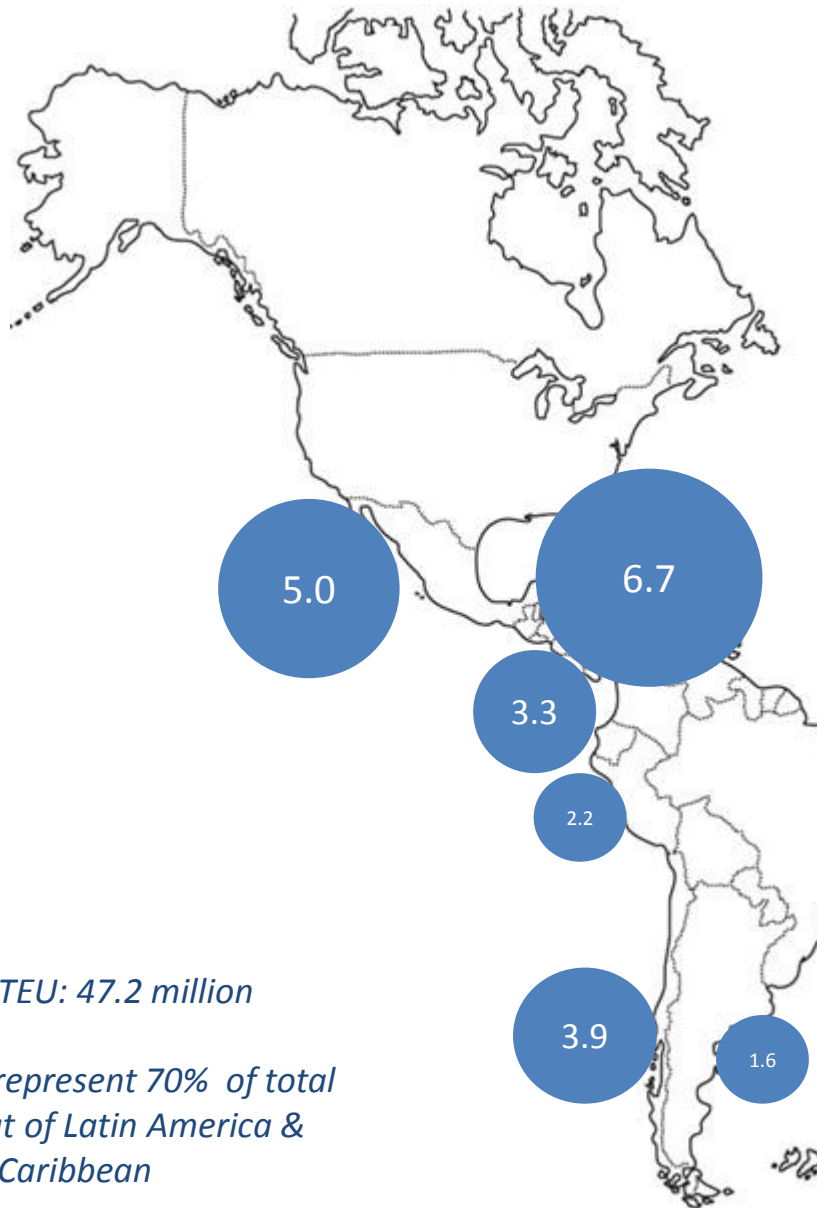 6.7
5.0
3.3
2.2
3.9
1.6
TEU: 47.2 million
represent 70% of total
of Latin America &
Caribbean